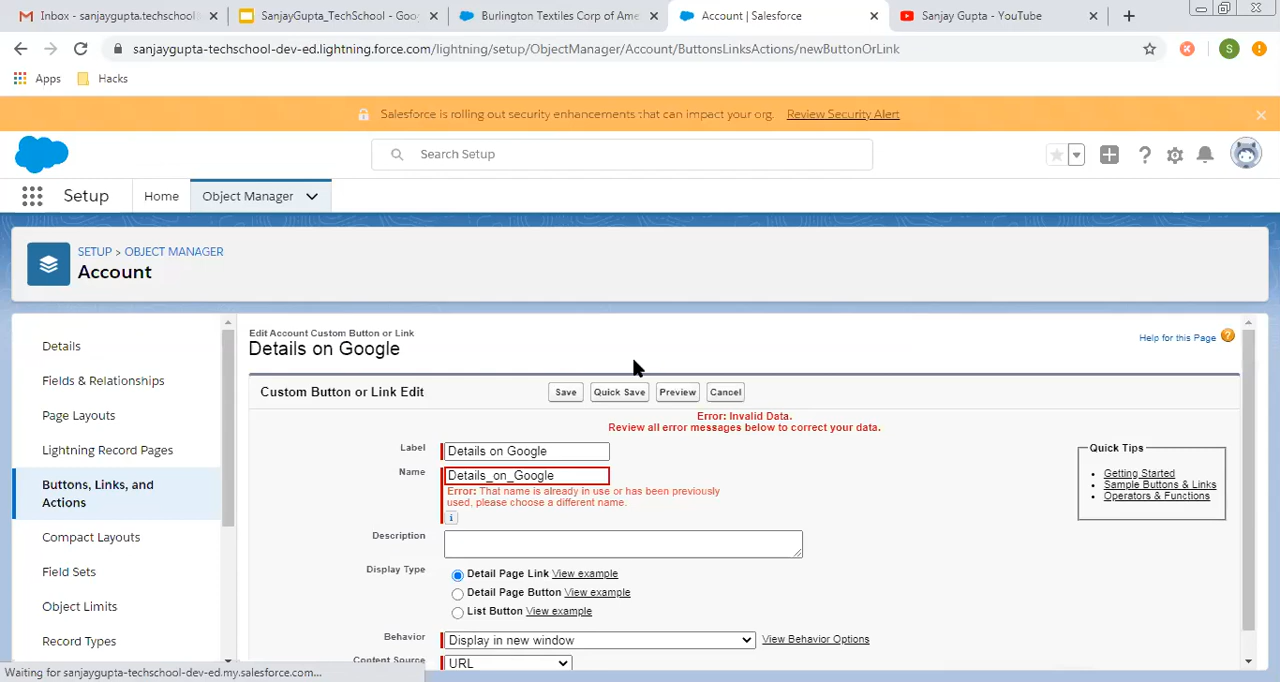 Inbox - sanjaygupta.techschool
SanjayGupta_TechSchool - Goo
Burlington Textiles Corp of Ame
Account | Salesforce
Sanjay Gupta - YouTube
sanjaygupta-techschool-dev-ed.lightning.force.com/lightning/setup/ObjectManager/Account/ButtonsLinksActions/newButtonOrLink
S
Apps
Hacks
Salesforce is rolling out security enhancements that can impact your org. Review Security Alert
Search Setup
Setup
Home
Object Manager
SETUP > OBJECT MANAGER
Account
Details
Fields & Relationships
Page Layouts
Lightning Record Pages
Buttons, Links, and
Actions
Compact Layouts
Field Sets
Object Limits
Record Types
Edit Account Custom Button or Link
Details on Google
Help for this Page
Custom Button or Link Edit
Save
Quick Save
Preview
Cancel
Error: Invalid Data.
Review all error messages below to correct your data.
Label
Details on Google
Name
Details_on_Google
Error: That name is already in use or has been previously
used, please choose a different name.
Description
Display Type
Detail Page Link View example
Detail Page Button View example
List Button View example
Behavior
Display in new window
View Behavior Options
Content Source
URL
Quick Tips
Getting Started
Sample Buttons & Links
Operators & Functions
Waiting for sanjaygupta-techschool-dev-ed.my.salesforce.com...